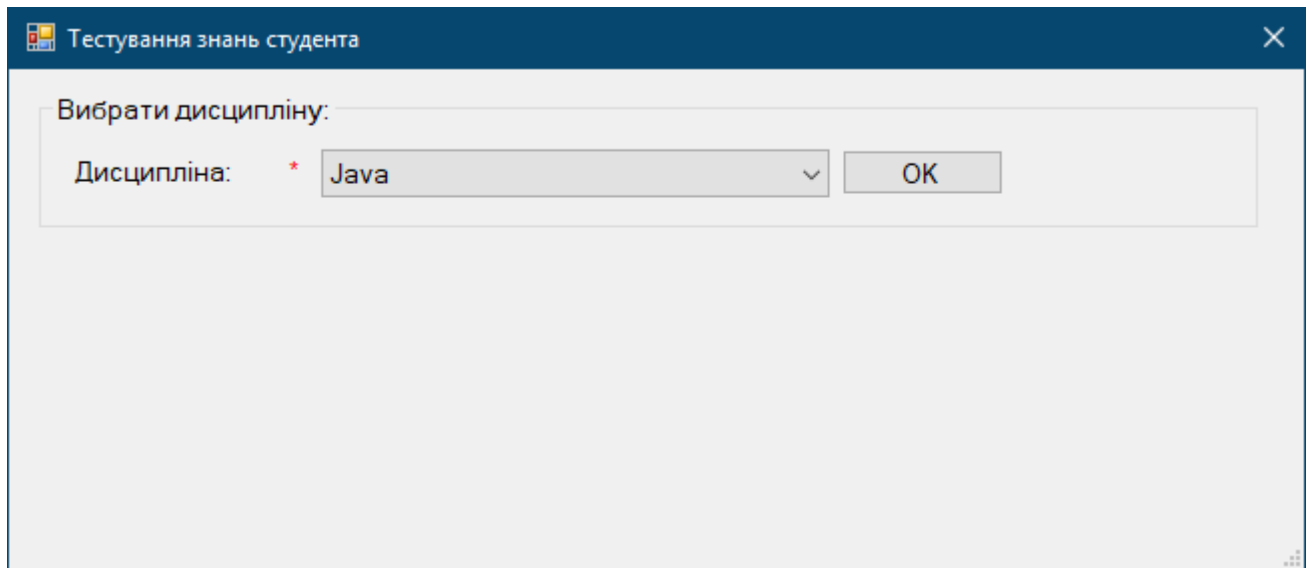 Тестування знань студента
Вибрати дисципліну:
Дисципліна: * Java OK